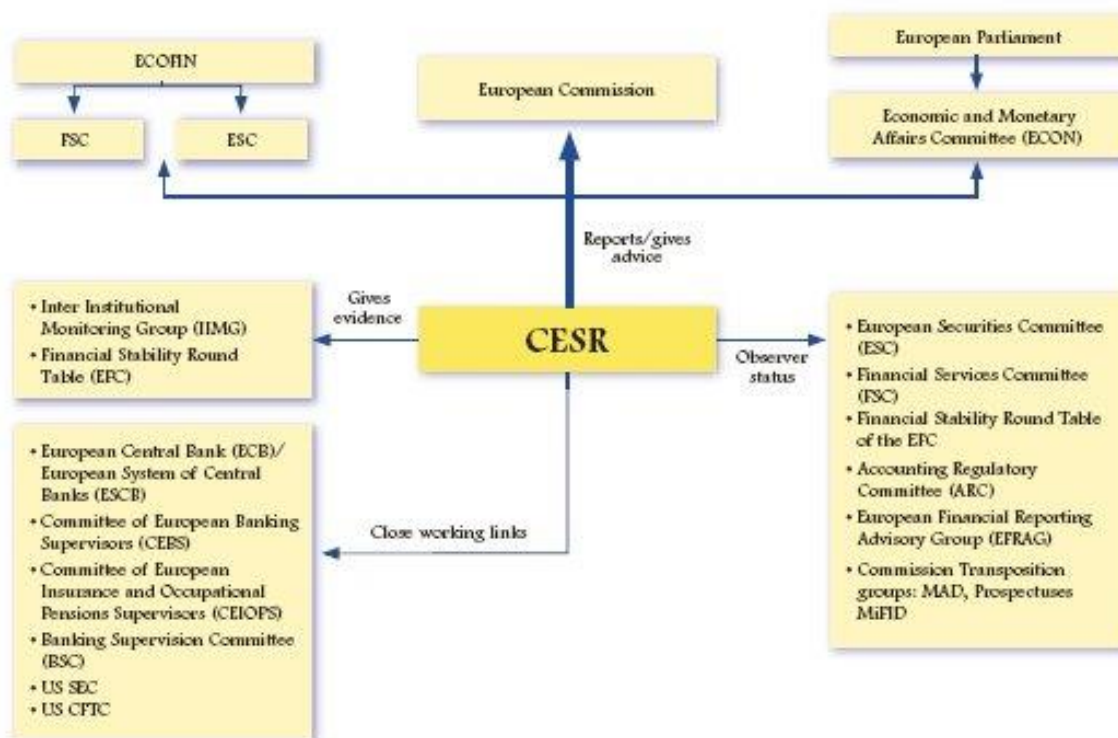 ECOFIN
FSC
ESC
European Commission
European Parliament
Economic and Monetary
Affairs Committee (ECON)
Reports/gives
advice
• Inter Institutional
Monitoring Group (IIMG)
• Financial Stability Round
Table (EFC)
Gives
evidence
CESR
Observer
status
• European Securities Committee
(ESC)
• Financial Services Committee
(FSC)
• Financial Stability Round Table
of the EFC
• Accounting Regulatory
Committee (ARC)
• European Financial Reporting
Advisory Group (EFRAG)
• Commission Transposition
groups: MAD, Prospectuses
MiFID
• European Central Bank (ECB)/
European System of Central
Banks (ESCB)
• Committee of European Banking
Supervisors (CEBS)
• Committee of European
Insurance and Occupational
Pensions Supervisors (CEIOPS)
• Banking Supervision Committee
(BSC)
• US SEC
• US CFTC
Close working links